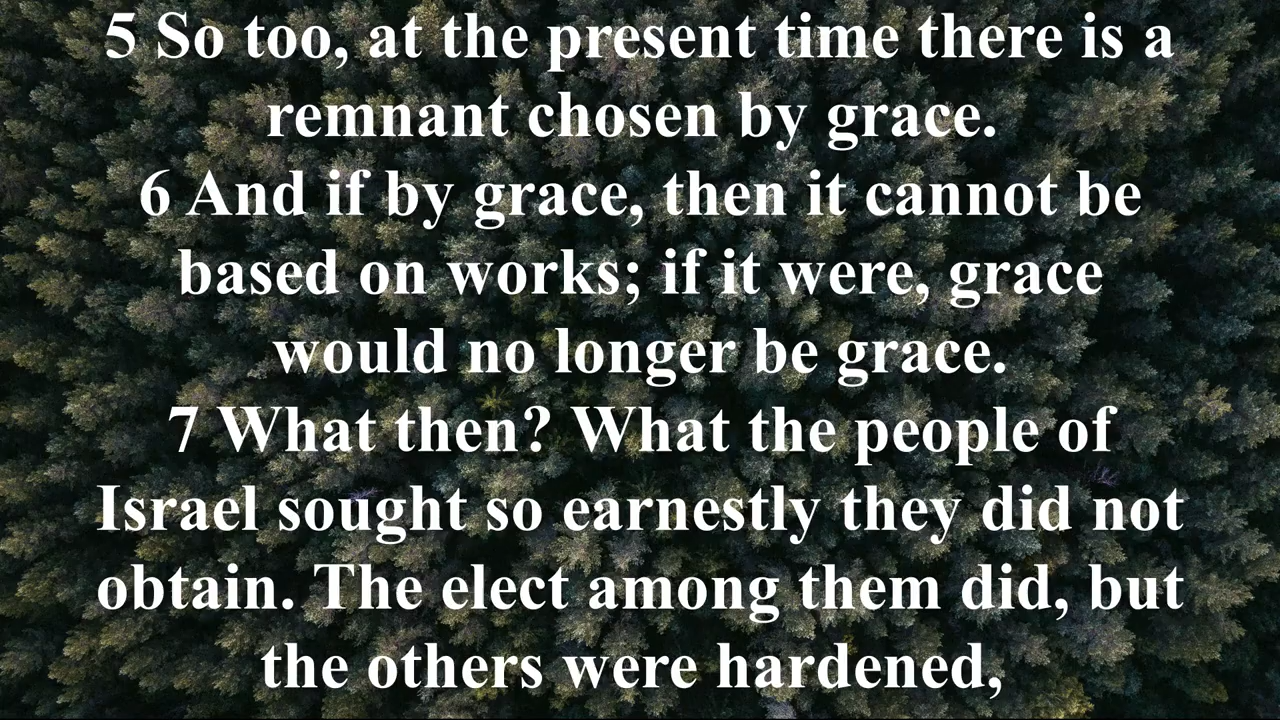 5 So too, at the present time there is a
remnant chosen by grace.
6 And if by grace, then it cannot be
based on works; if it were, grace
would no longer be grace.
7 What then? What the people of
Israel sought so earnestly they did not
obtain. The elect among them did, but
the others were hardened,